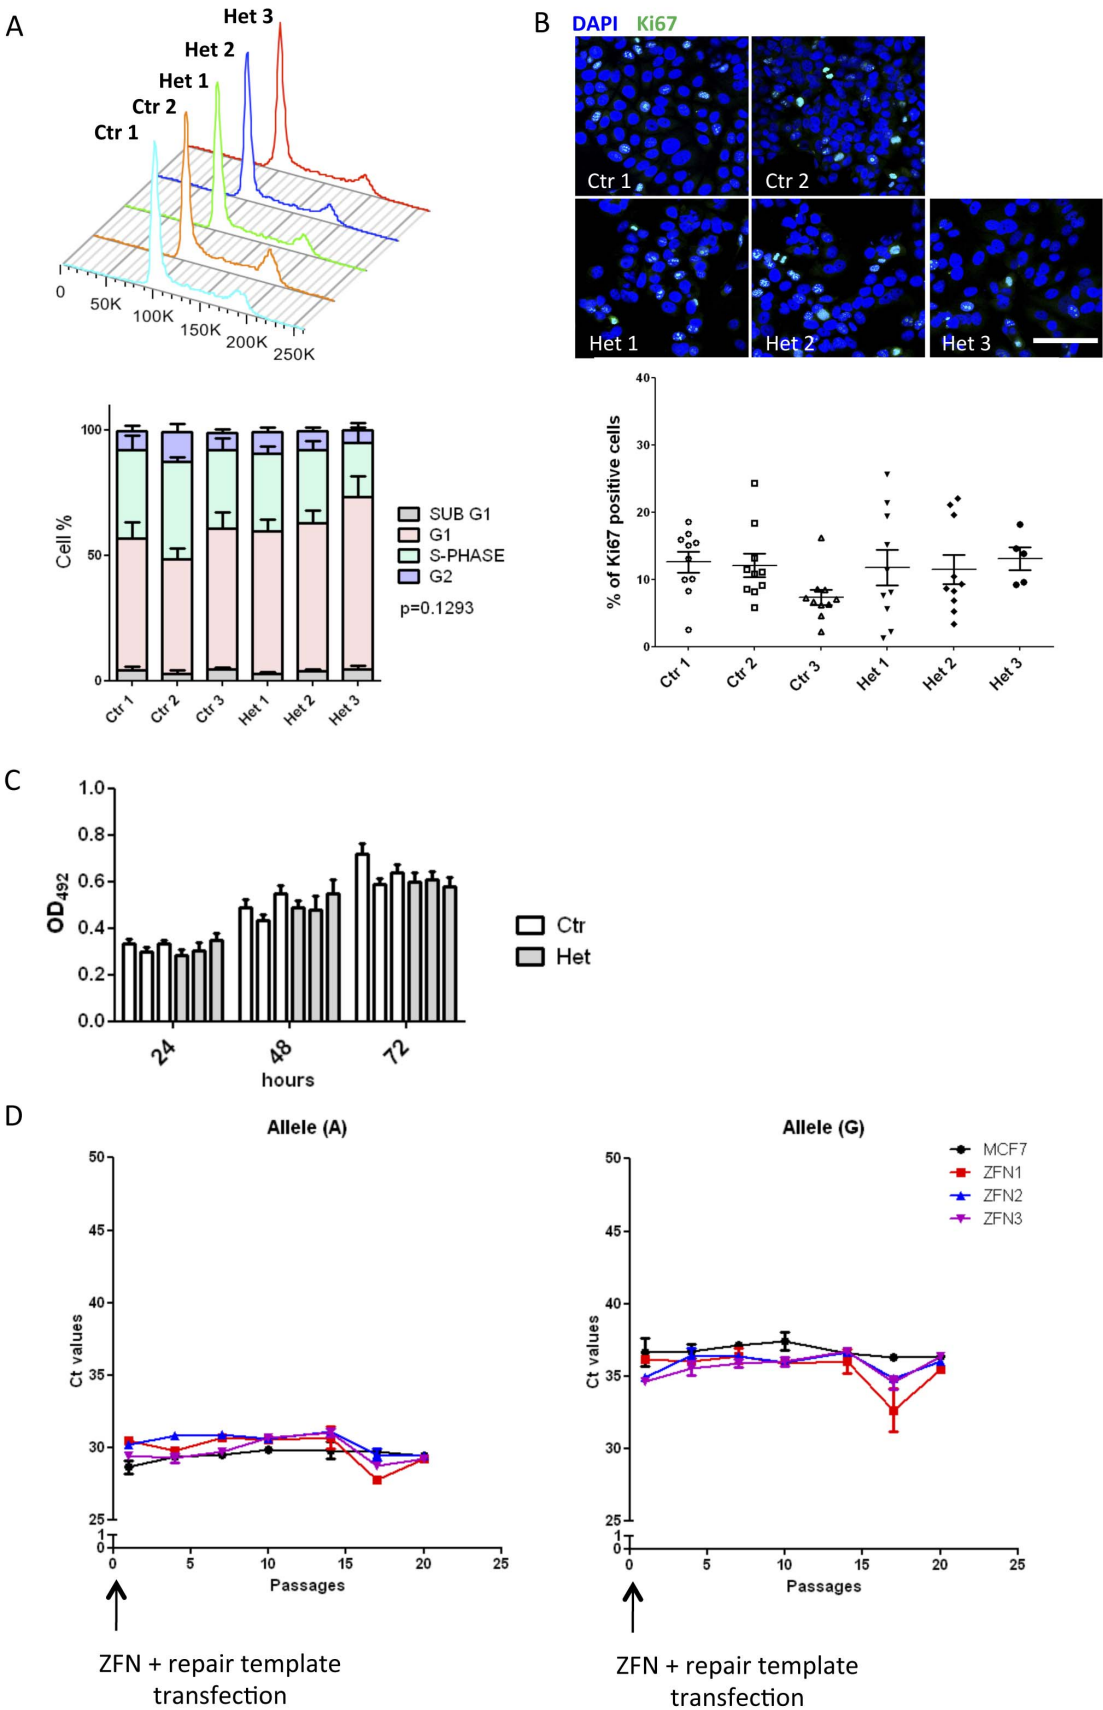 A
Het 3
Het 2
Het 1
Ctr 2
Ctr 1
0
50K
100K
150K
200K
250K
100
50
0
Cell %
Ctr 1
Ctr 2
Ctr 3
Het 1
Het 2
Het 3
SUB G1
G1
S-PHASE
G2
p=0.1293
B
DAPI Ki67
Ctr 1
Ctr 2
Het 1
Het 2
Het 3
40
30
20
10
0
% of Ki67 positive cells
Ctr 1
Ctr 2
Ctr 3
Het 1
Het 2
Het 3
C
1.0
0.8
0.6
0.4
0.2
0.0
OD492
24
48
72
hours
Ctr
Het
D
Allele (A)
50
45
40
35
30
25
1
0
Ct values
0
5
10
15
20
25
Passages
ZFN + repair template
transfection
Allele (G)
MCF7
ZFN1
ZFN2
ZFN3
50
45
40
35
30
25
1
0
Ct values
0
5
10
15
20
25
Passages
ZFN + repair template
transfection